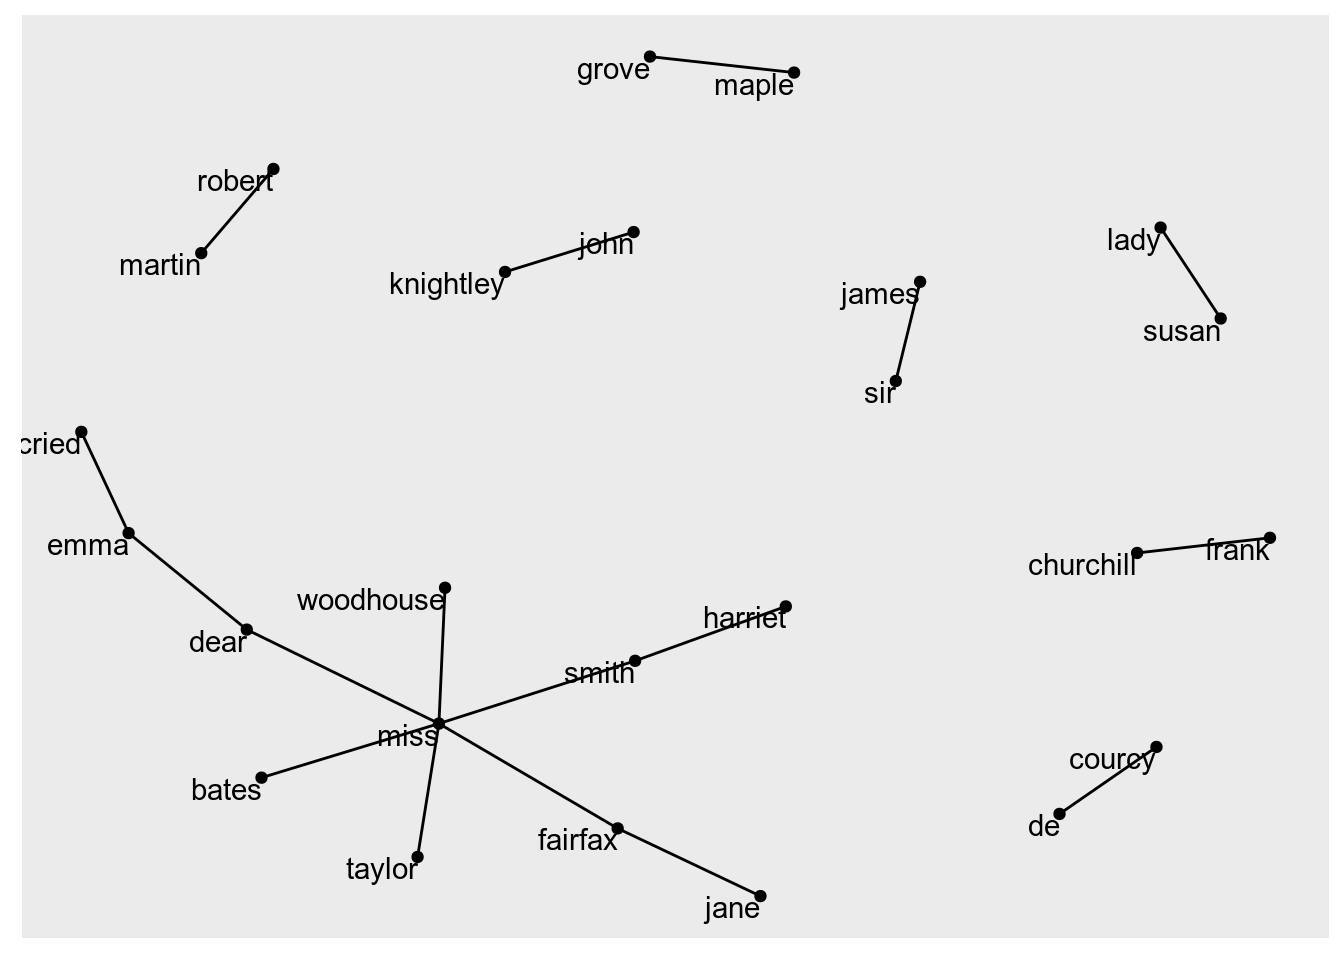 grove
maple
robert
john
lady
martin
knightley
james
susan
sir
cried
emma
frank
churchill
woodhouse
harriet
dear
smith
miss
courcy
bates
de
fairfax
taylor
jane